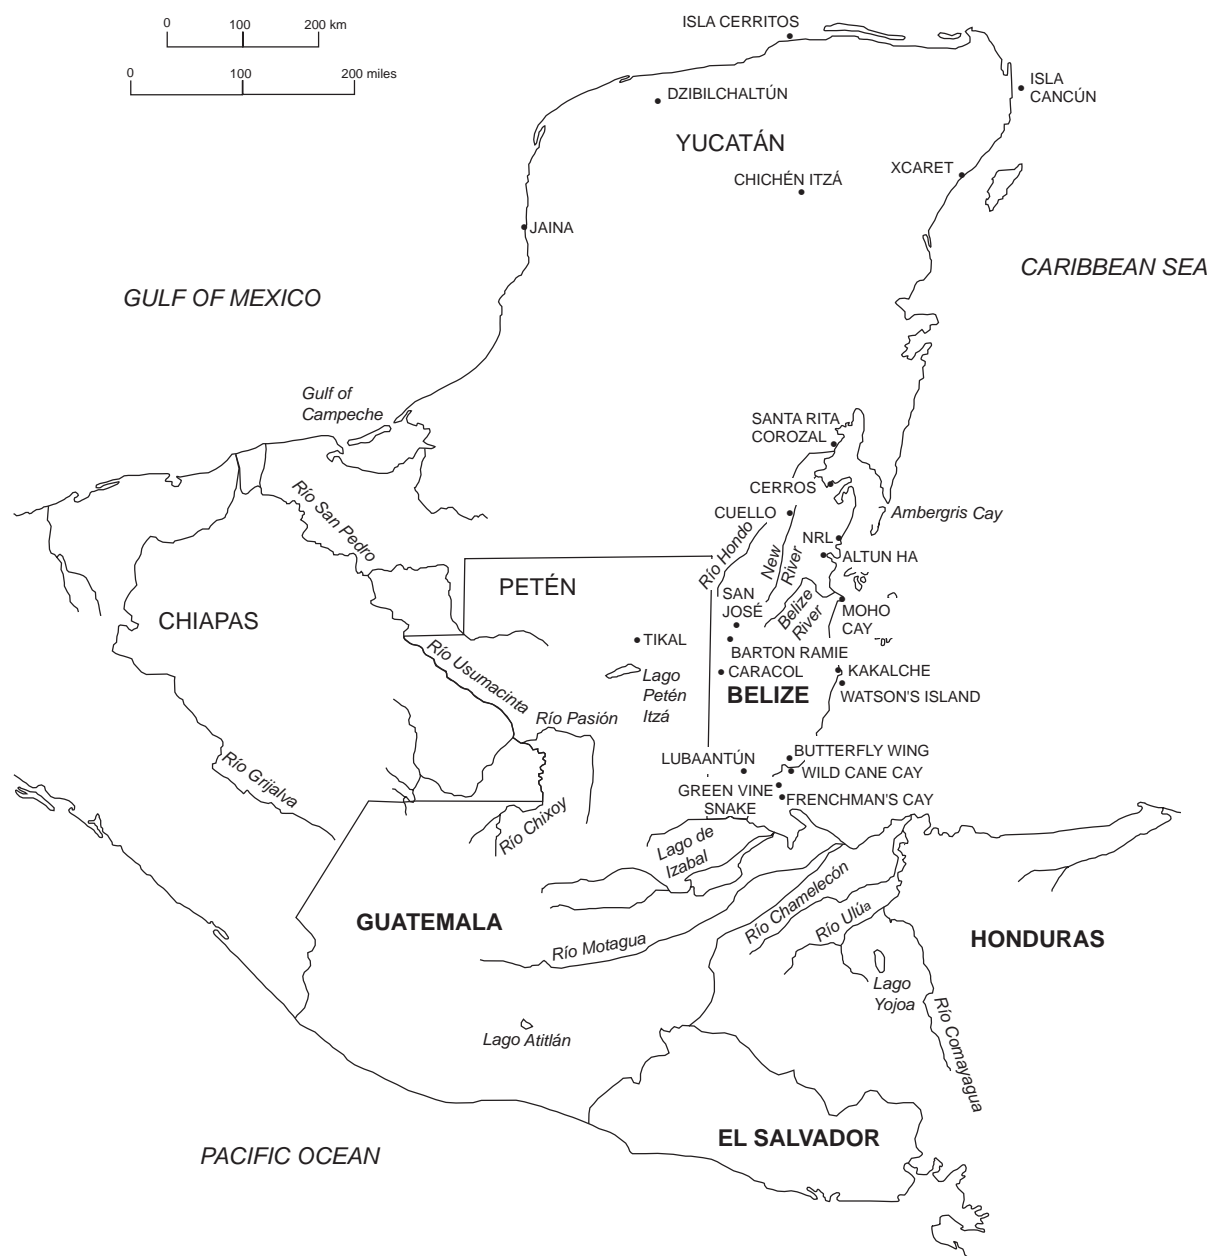 0 100 200 km
0 100 200 miles
ISLA CERRITOS
DZIBILCHALTÚN
ISLA
CANCÚN
YUCATÁN
XCARET
CHICHÉN ITZÁ
JAINA
CARIBBEAN SEA
GULF OF MEXICO
Gulf of
Campeche
SANTA RITA
COROZAL
CERROS
CUELLO
Ambergris Cay
Río San Pedro
Río Hondo
New
River
NRL
ALTUN HA
PETÉN
CHIAPAS
SAN
JOSÉ
Belize
River
MOHO
CAY
TIKAL
BARTON RAMIE
CARACOL
KAKALCHE
Lago
Petén
Itzá
BELIZE
WATSON'S ISLAND
Río Usumacinta
Río Pasión
BUTTERFLY WING
LUBAANTÚN
WILD CANE CAY
GREEN VINE
SNAKE
FRENCHMAN'S CAY
Río Grijalva
Río Chixoy
Lago de
Izabal
GUATEMALA
Río Chamelecón
Río Ulúa
Río Motagua
HONDURAS
Lago
Yojoa
Río Comayagua
Lago Atitlán
EL SALVADOR
PACIFIC OCEAN